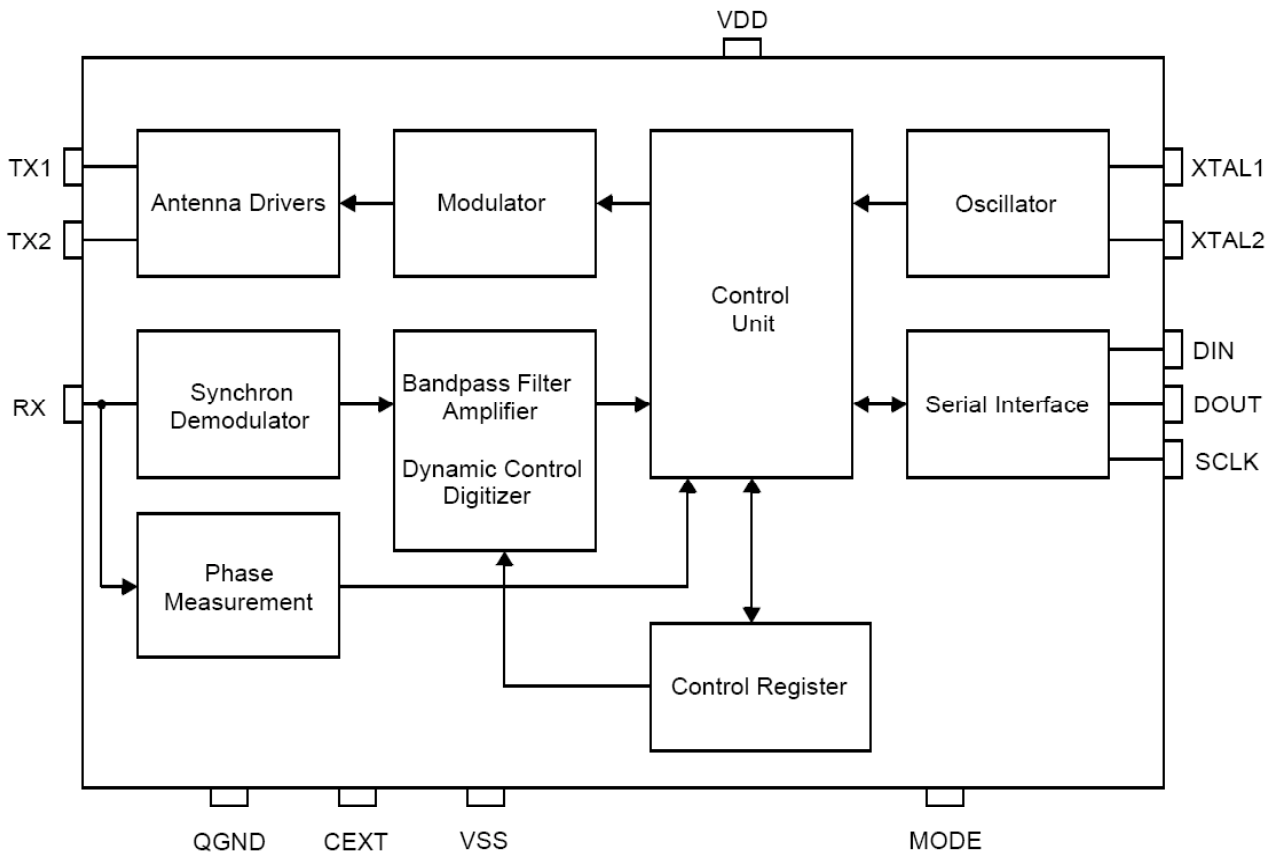 VDD
TX1
Antenna Drivers
Modulator
Oscillator
XTAL1
TX2
XTAL2
Control
Unit
RX
Synchron
Demodulator
Bandpass Filter
Amplifier
Dynamic Control
Digitizer
Serial Interface
DIN
DOUT
SCLK
Phase
Measurement
Control Register
QGND
CEXT
VSS
MODE